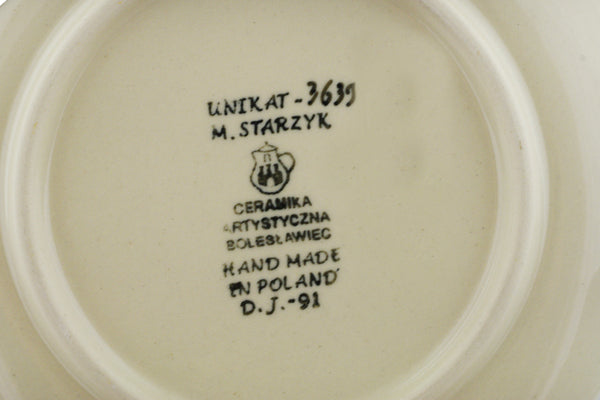 UNIKAT - 3639
M. STARZYK
CERAMIKA
ARTYSTYCZNA
BOLESŁAWIEC
HAND MADE
IN POLAND
D.J.-91